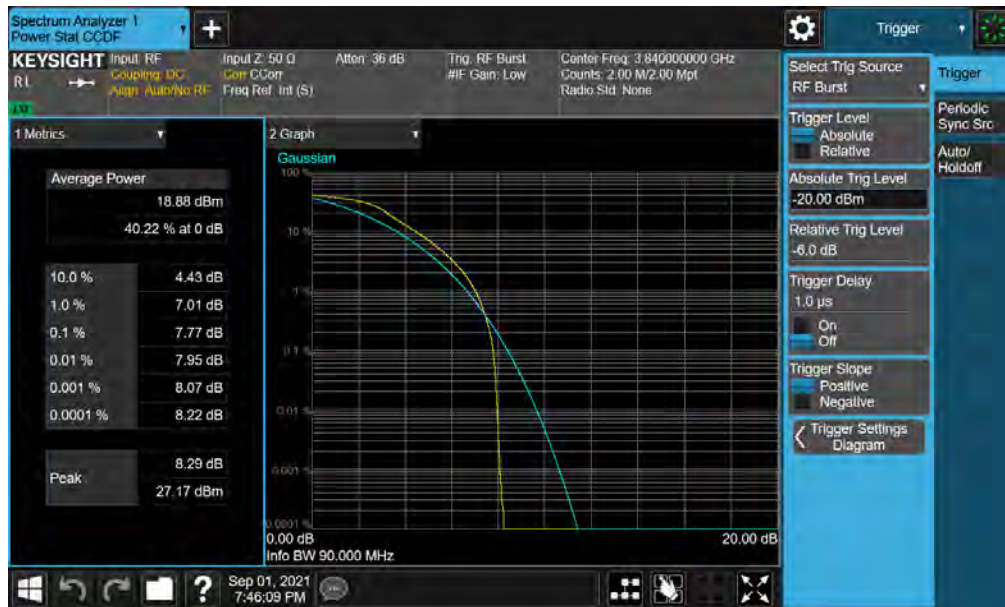 Spectrum Analyzer 1
Power Stat CCDF
Trigger
KEYSIGHT
RL
Input: RF
Coupling: DC
Align: Auto/No RF
Input Z: 50 Ω
Corr CCorr
Freq Ref: Int (S)
Atten: 36 dB
Trig: RF Burst
#IF Gain: Low
Center Freq: 3.840000000 GHz
Counts: 2.00 M/2.00 Mpt
Radio Std: None
1 Metrics
Average Power
18.88 dBm
40.22 % at 0 dB
10.0 % 4.43 dB
1.0 % 7.01 dB
0.1 % 7.77 dB
0.01 % 7.95 dB
0.001 % 8.07 dB
0.0001 % 8.22 dB
Peak
8.29 dB
27.17 dBm
2 Graph
Gaussian
100 %
10 %
1 %
0.1 %
0.01 %
0.001 %
0.0001 %
0.00 dB
20.00 dB
Info BW 90.000 MHz
Select Trig Source
RF Burst
Trigger Level
Absolute
Relative
Absolute Trig Level
-20.00 dBm
Relative Trig Level
-6.0 dB
Trigger Delay
1.0 µs
On
Off
Trigger Slope
Positive
Negative
Trigger Settings
Diagram
Trigger
Periodic
Sync Src
Auto/
Holdoff
?
Sep 01, 2021
7:46:09 PM